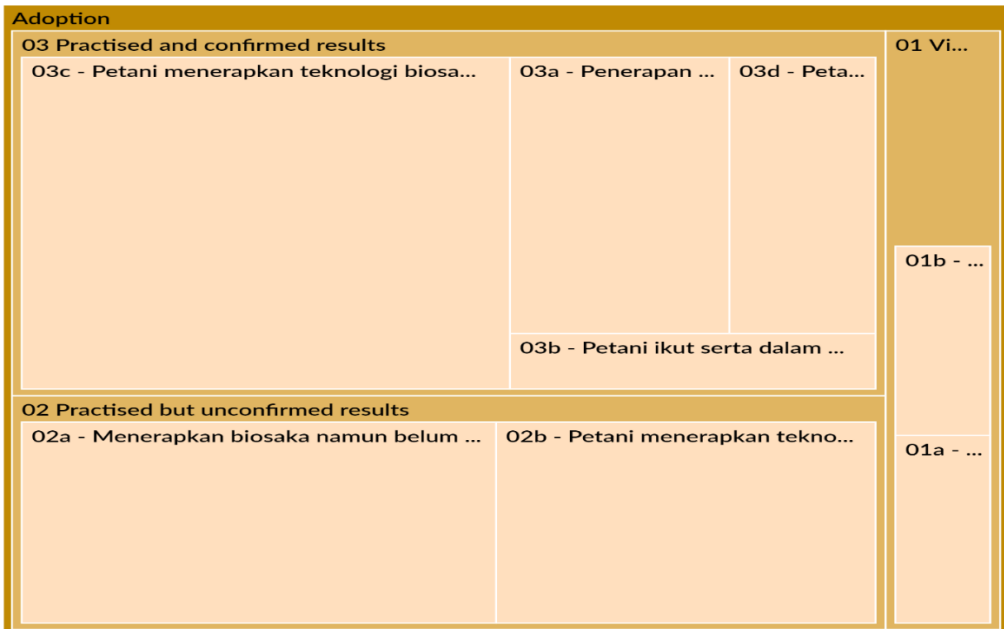 Adoption
03 Practised and confirmed results
01 Vi...
03c - Petani menerapkan teknologi biosa...
03a - Penerapan ...
03d - Peta...
03b - Petani ikut serta dalam ...
01b - ...
02 Practised but unconfirmed results
02a - Menerapkan biosaka namun belum ...
02b - Petani menerapkan tekno...
01a - ...